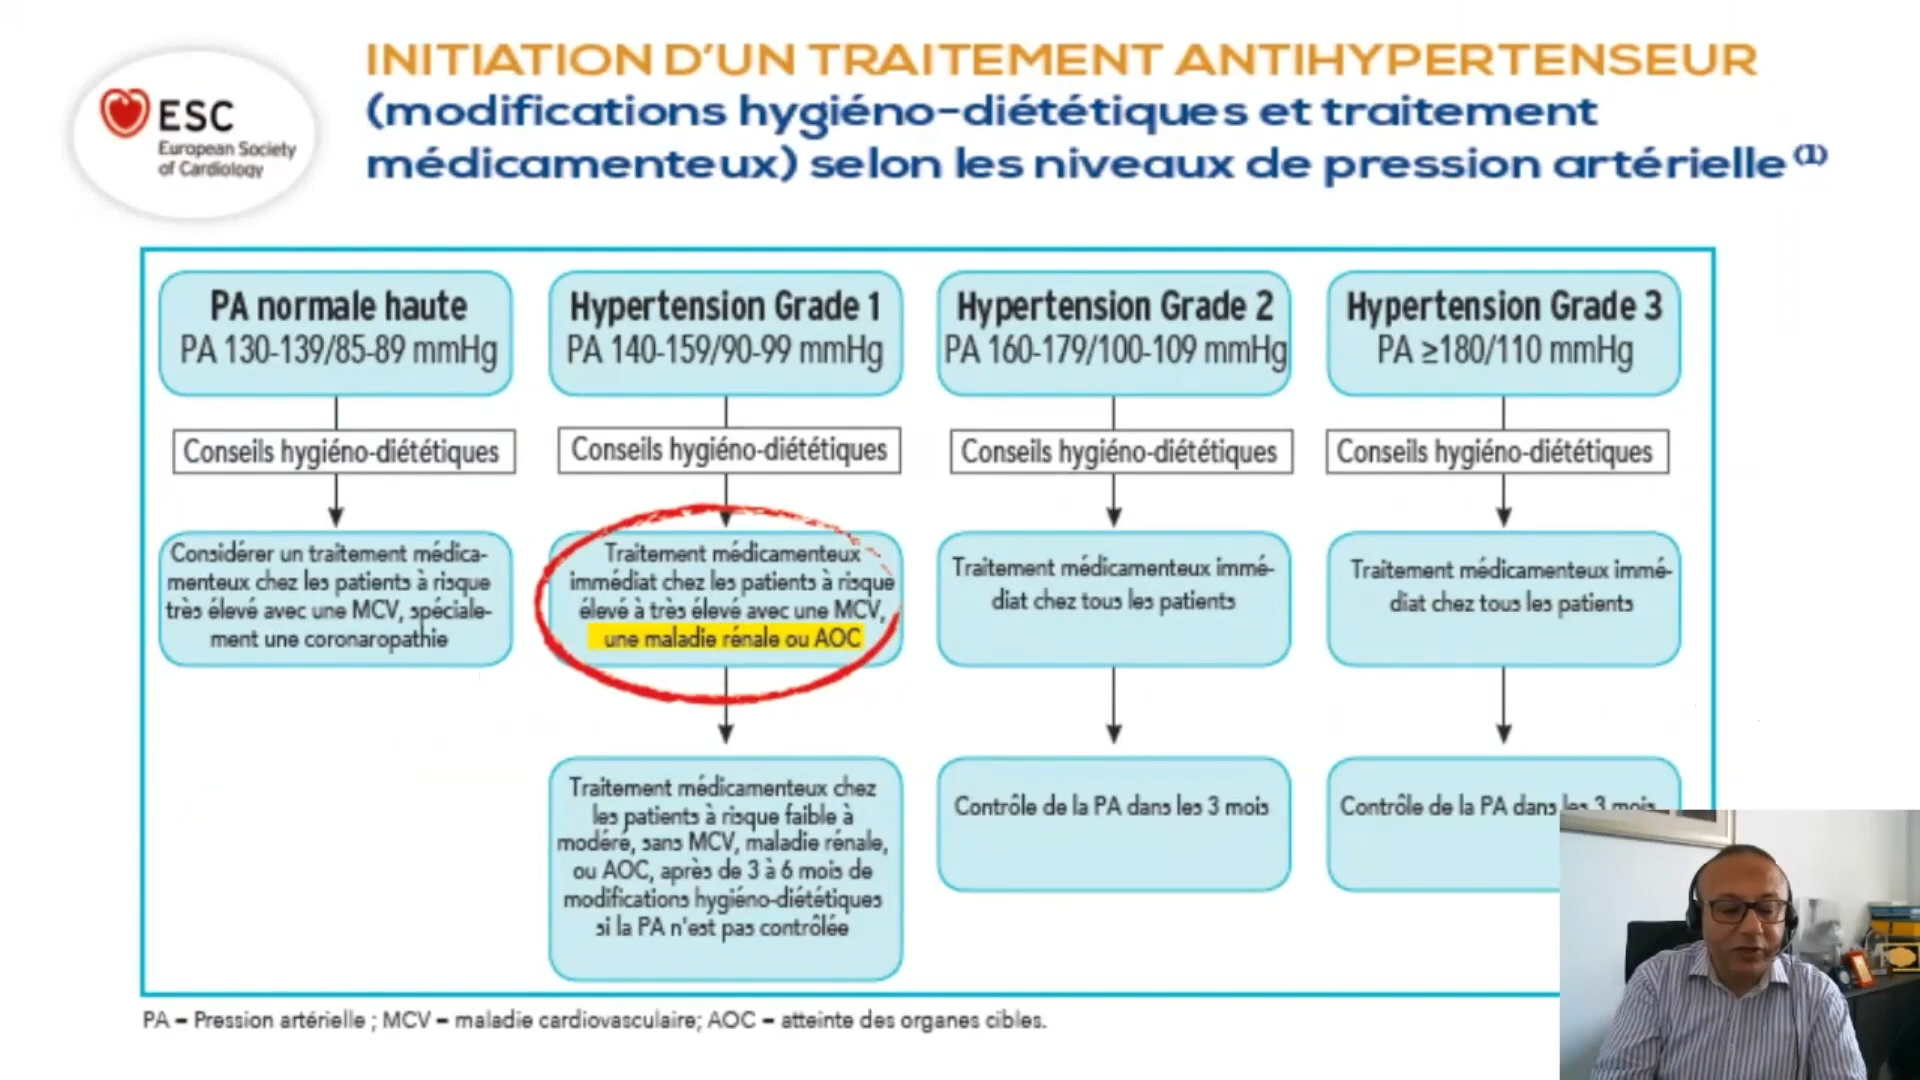 ESC
European Society
of Cardiology
INITIATION D'UN TRAITEMENT ANTIHYPERTENSEUR
(modifications hygiéno-diététiques et traitement
médicamenteux) selon les niveaux de pression artérielle (1)
PA normale haute
PA 130-139/85-89 mmHg
Conseils hygiéno-diététiques
Considérer un traitement médica-
menteux chez les patients à risque
très élevé avec une MCV, spéciale-
ment une coronaropathie
Hypertension Grade 1
PA 140-159/90-99 mmHg
Conseils hygiéno-diététiques
Traitement médicamenteux
immédiat chez les patients à risque
élevé à très élevé avec une MCV,
une maladie rénale ou AOC
Traitement médicamenteux chez
les patients à risque faible à
modéré, sans MCV, maladie rénale,
ou AOC, après de 3 à 6 mois de
modifications hygiéno-diététiques
si la PA n'est pas contrôlée
Hypertension Grade 2
PA 160-179/100-109 mmHg
Conseils hygiéno-diététiques
Traitement médicamenteux immé-
diat chez tous les patients
Contrôle de la PA dans les 3 mois
Hypertension Grade 3
PA ≥180/110 mmHg
Conseils hygiéno-diététiques
Traitement médicamenteux immé-
diat chez tous les patients
Contrôle de la PA dans les 3 mois
PA = Pression artérielle ; MCV = maladie cardiovasculaire; AOC = atteinte des organes cibles.